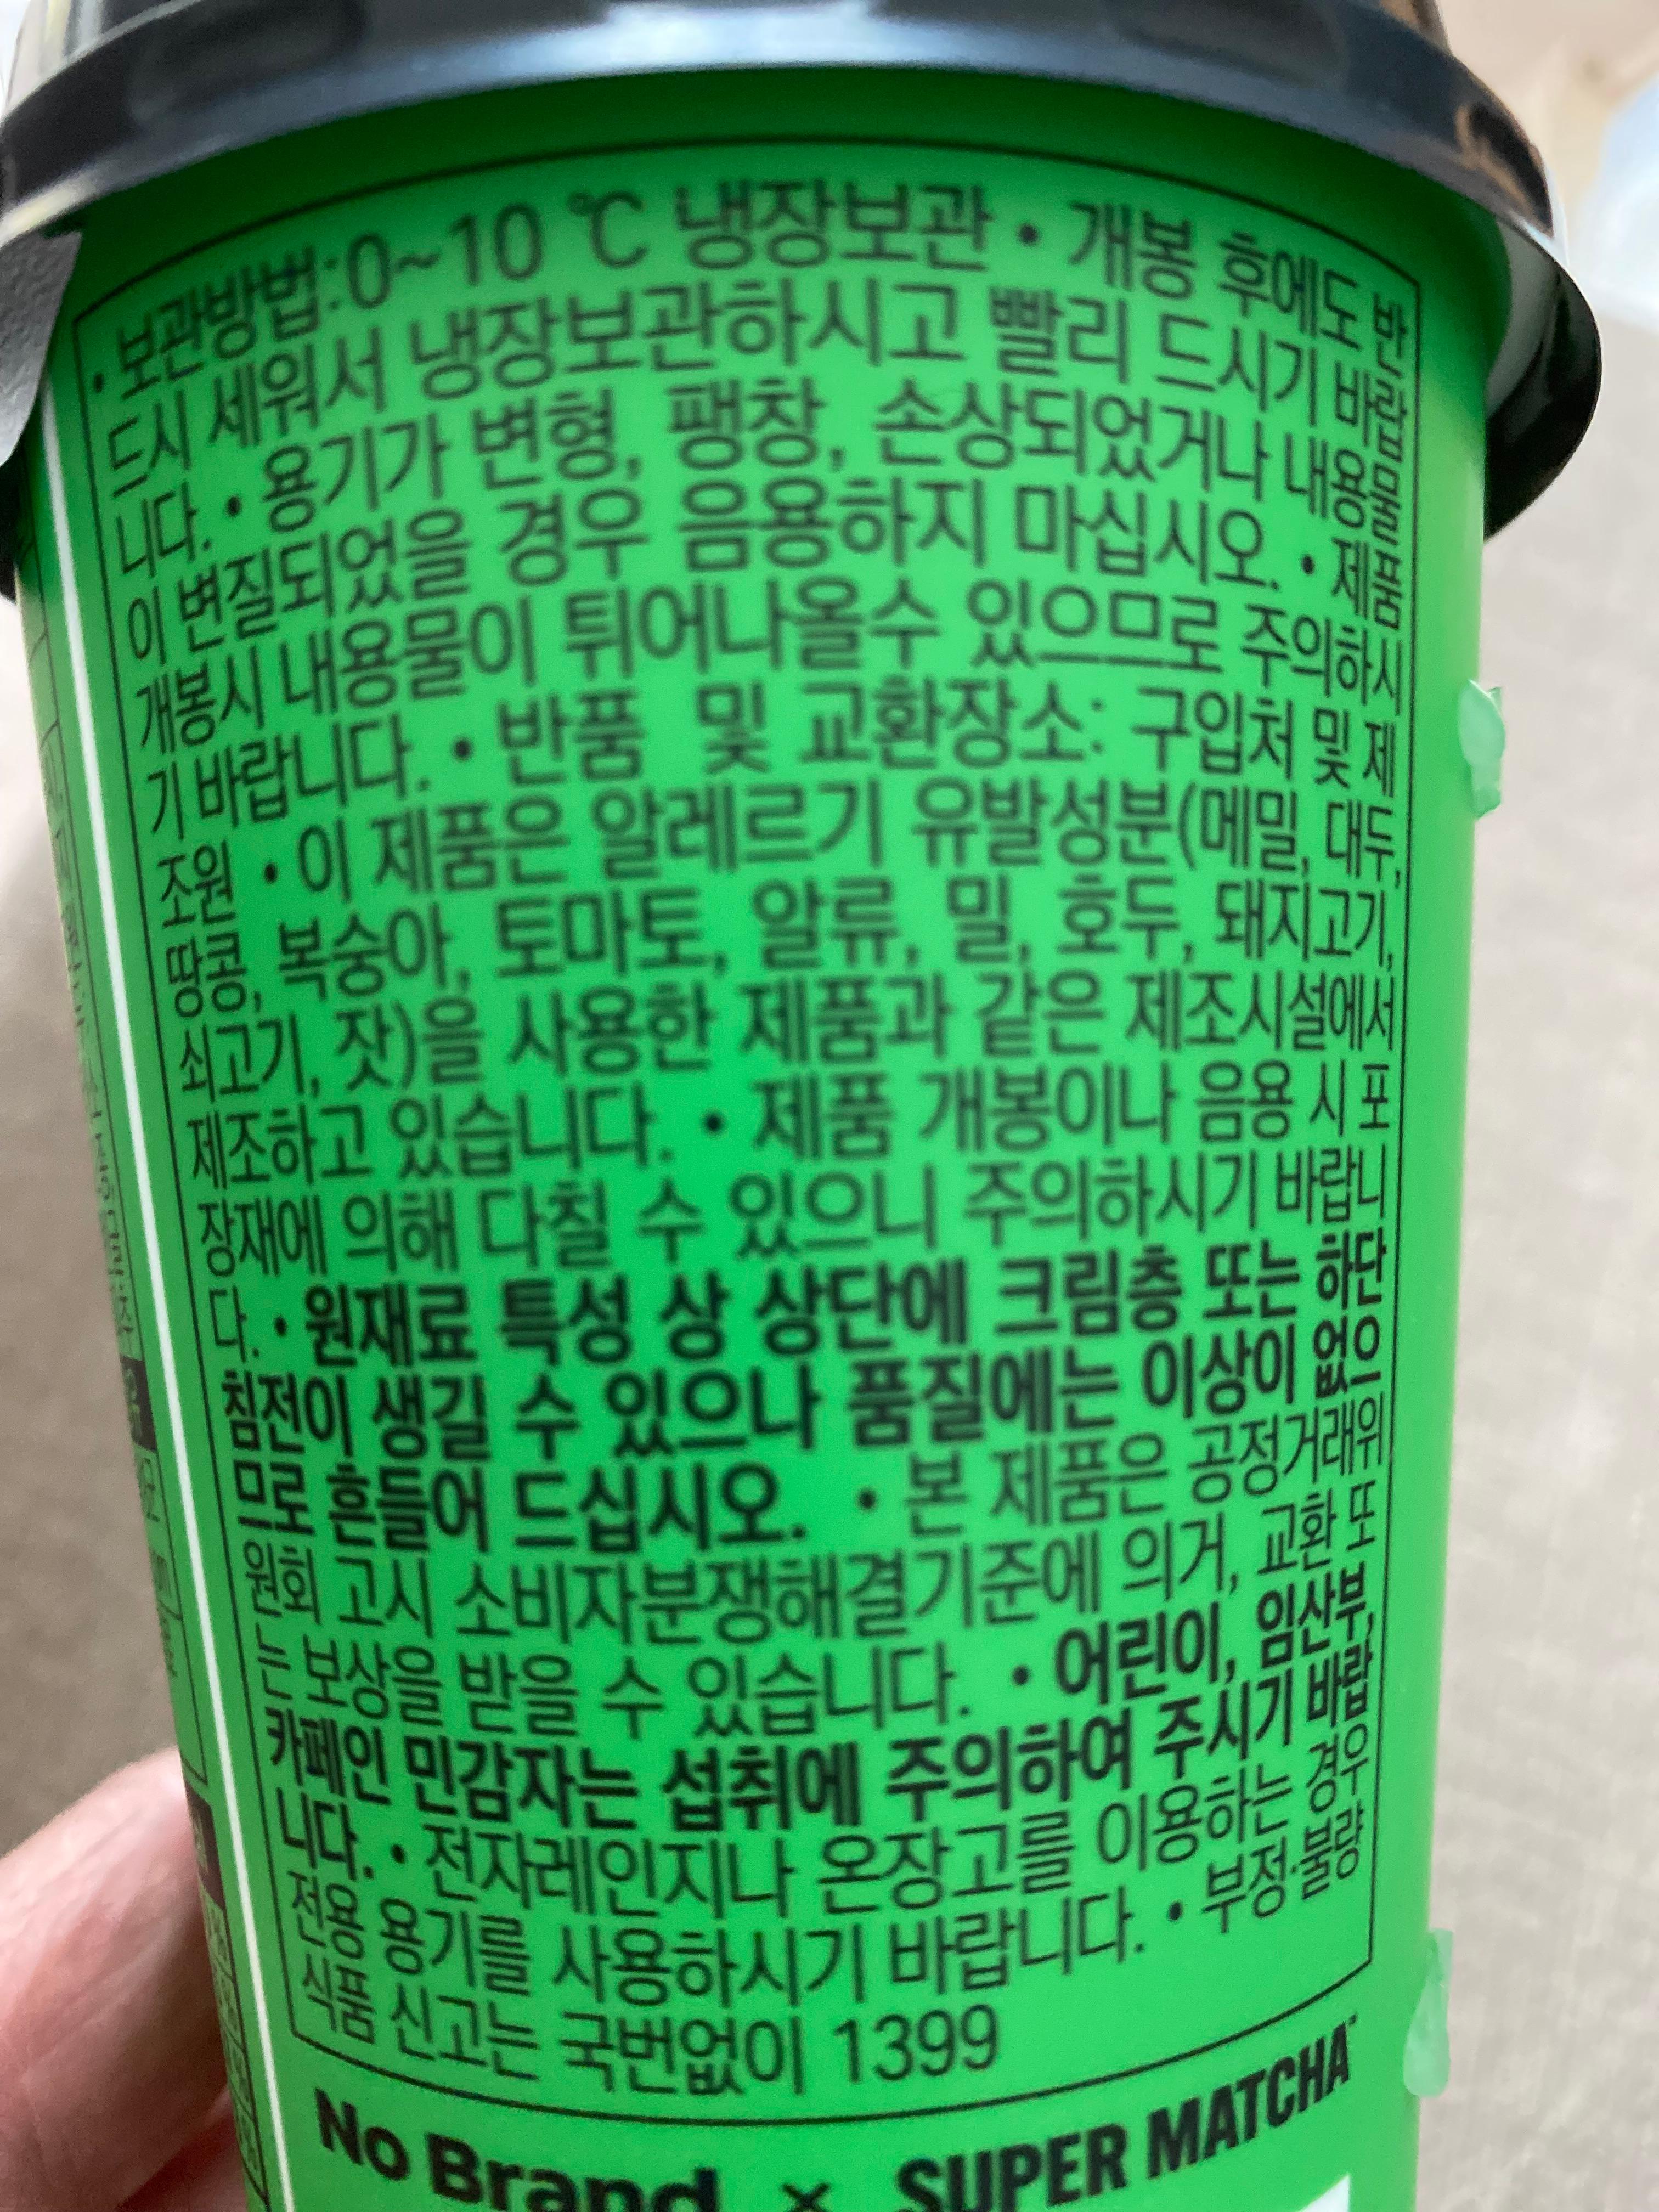 • 보관방법:0~10 ℃ 냉장보관 • 개봉 후에도 반
드시 세워서 냉장보관하시고 빨리 드시기 바랍
니다. • 용기가 변형, 팽창, 손상되었거나 내용물
이 변질되었을 경우 음용하지 마십시오. • 제품
개봉시 내용물이 튀어나올수 있으므로 주의하시
기 바랍니다. • 반품 및 교환장소: 구입처 및 제
조원 • 이 제품은 알레르기 유발성분(메밀, 대두,
땅콩, 복숭아, 토마토, 알류, 밀, 호두, 돼지고기,
쇠고기, 잣)을 사용한 제품과 같은 제조시설에서
제조하고 있습니다. • 제품 개봉이나 음용 시 포
장재에 의해 다칠 수 있으니 주의하시기 바랍니
다. • 원재료 특성 상 상단에 크림층 또는 하단
침전이 생길 수 있으나 품질에는 이상이 없으
므로 흔들어 드십시오. • 본 제품은 공정거래위
원회 고시 소비자분쟁해결기준에 의거, 교환 또
는 보상을 받을 수 있습니다. • 어린이, 임산부,
카페인 민감자는 섭취에 주의하여 주시기 바랍
니다. • 전자레인지나 온장고를 이용하는 경우
전용 용기를 사용하시기 바랍니다. • 부정·불량
식품 신고는 국번없이 1399
No Brand × SUPER MATCHA